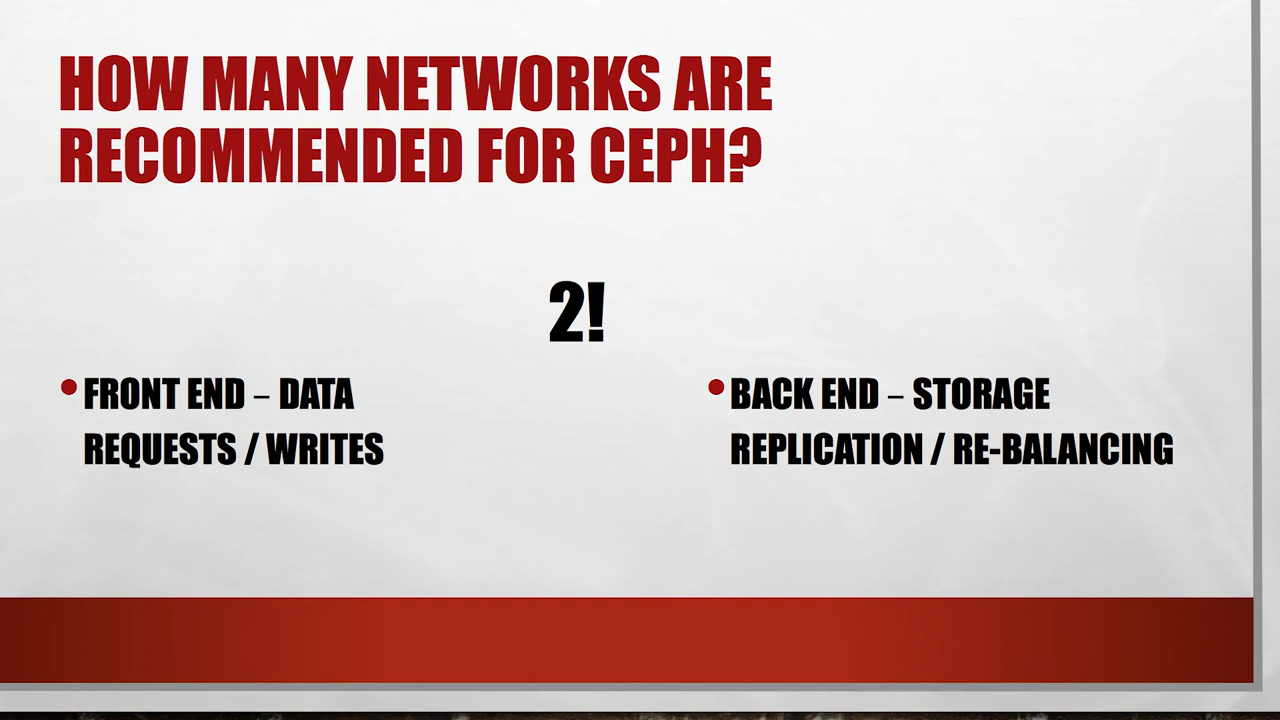 HOW MANY NETWORKS ARE
RECOMMENDED FOR CEPH?
2!
• FRONT END – DATA
REQUESTS / WRITES
• BACK END – STORAGE
REPLICATION / RE-BALANCING